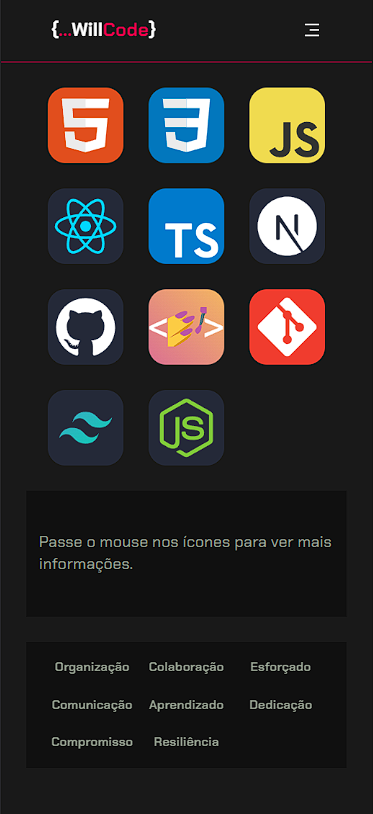 {...WillCode}
JS
TS
N
< >
JS
Passe o mouse nos ícones para ver mais
informações.
Organização Colaboração Esforçado
Comunicação Aprendizado Dedicação
Compromisso Resiliência